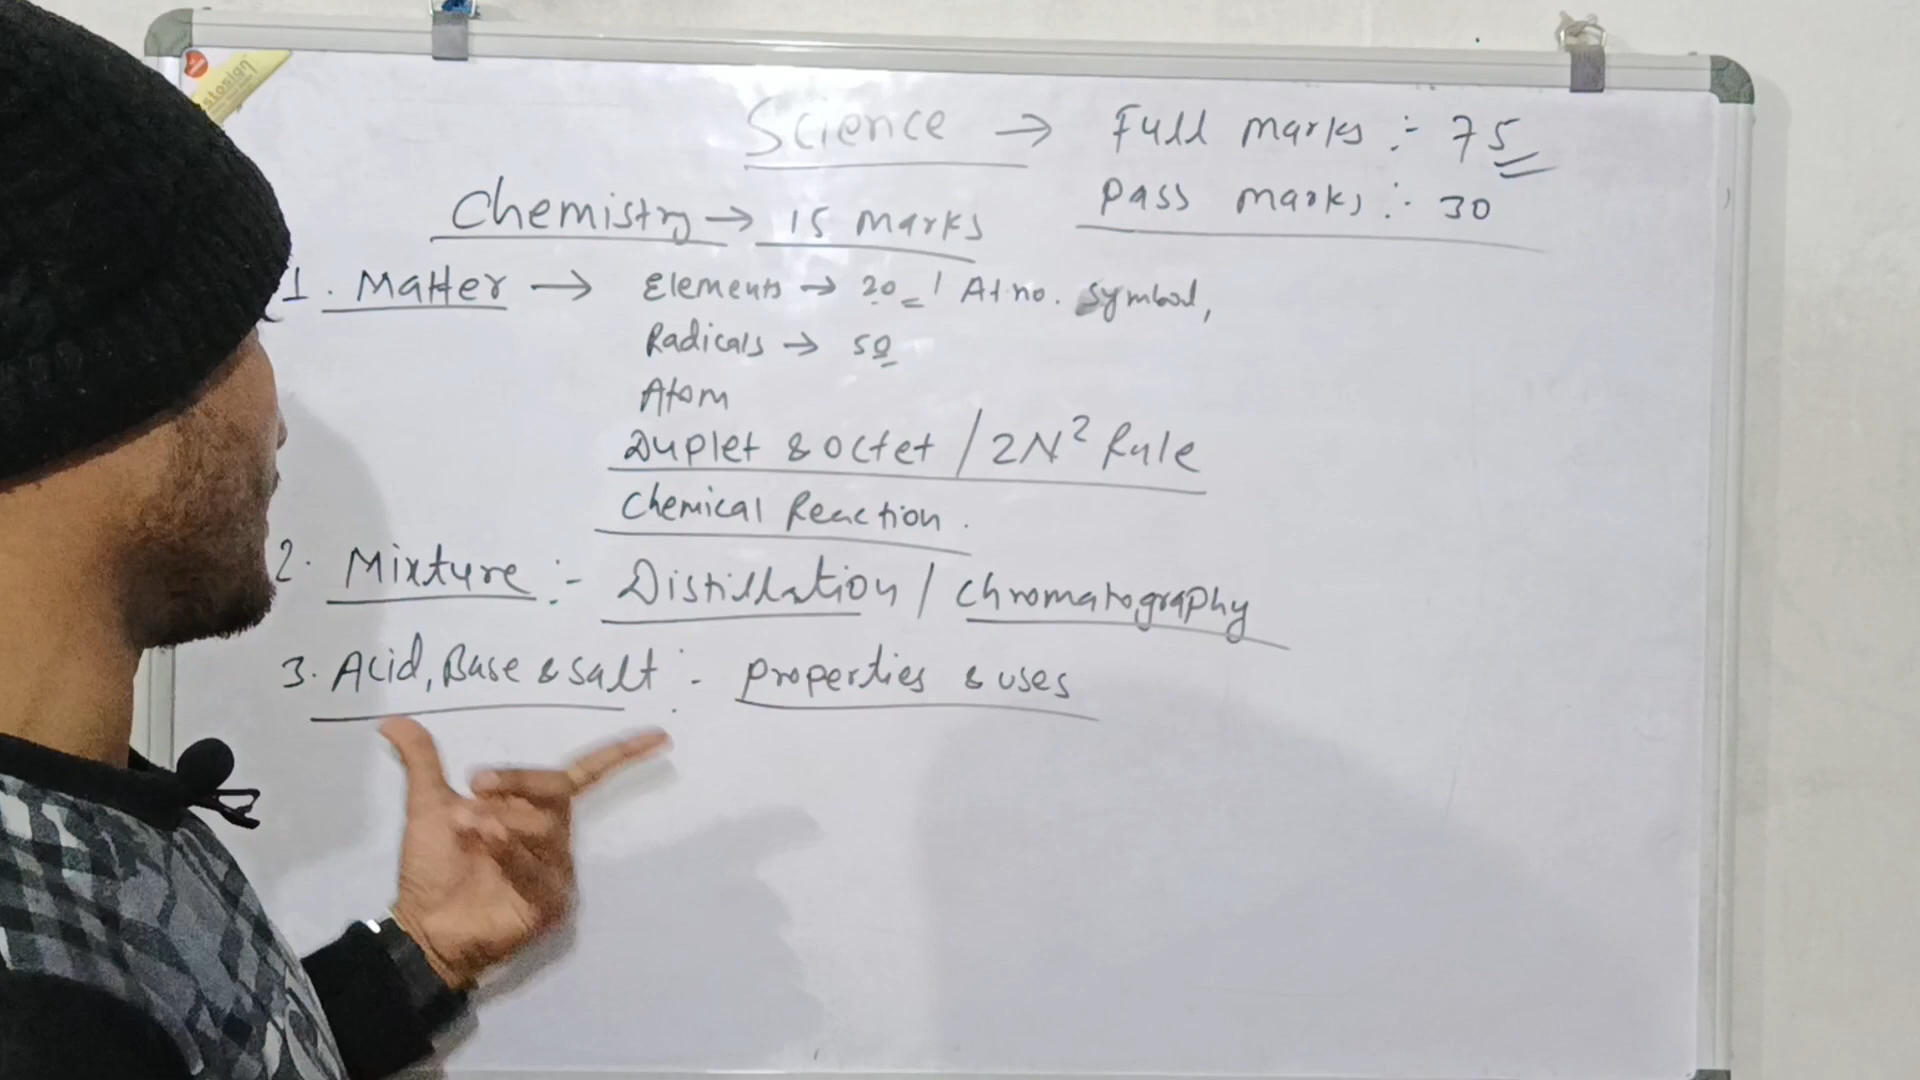 Science → Full marks :- 75
Pass marks :- 30
Chemistry → 15 marks
1. Matter → Elements → 20 / At.no. Symbol,
Radicals → 50
Atom
Duplet & Octet / 2N² Rule
Chemical Reaction.
2. Mixture :- Distillation / Chromatography
3. Acid, Base & Salt :- Properties & uses